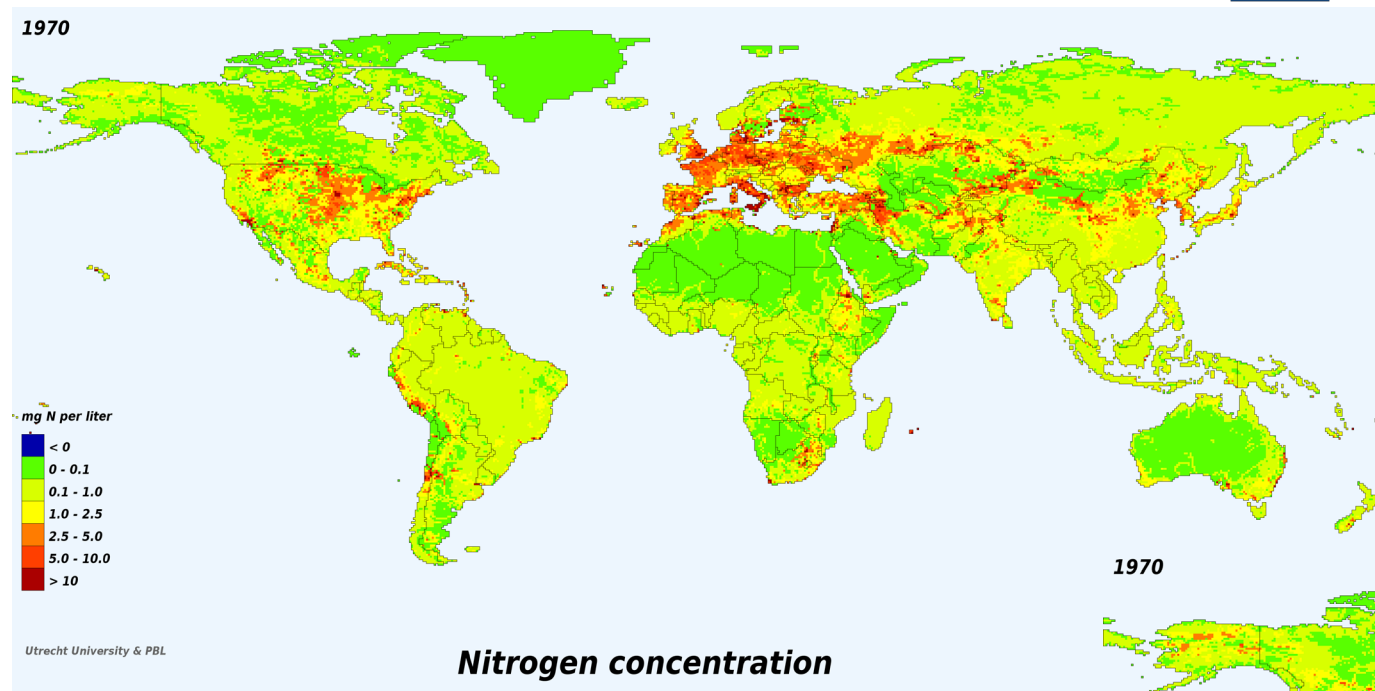 1970
mg N per liter
< 0
0 - 0.1
0.1 - 1.0
1.0 - 2.5
2.5 - 5.0
5.0 - 10.0
> 10
1970
Utrecht University & PBL
Nitrogen concentration